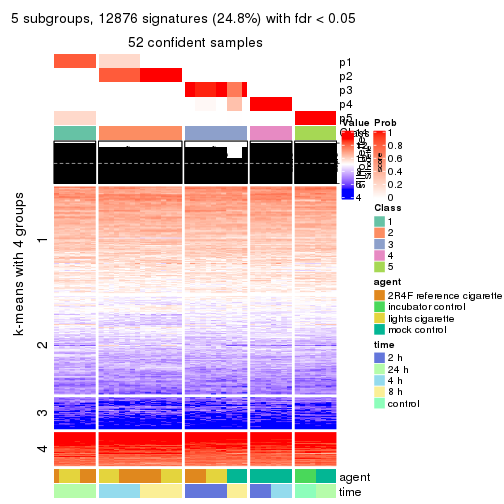 5 subgroups, 12876 signatures (24.8%) with fdr < 0.05
52 confident samples
p1
p2
p3
p4
p5
Class
Value
Prob
1
0.8
0.6
0.4
0.2
0
4
Silhouette
score
Class
1
2
3
4
5
agent
2R4F reference cigarette
incubator control
lights cigarette
mock control
time
2 h
24 h
4 h
8 h
control
k-means with 4 groups
1
2
3
4
agent
time